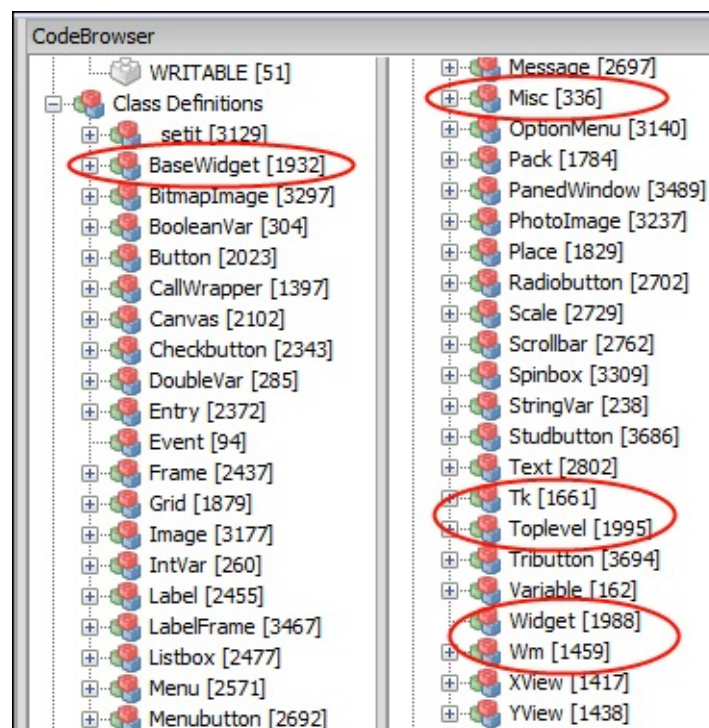 CodeBrowser
WRITABLE [51]
Class Definitions
_setit [3129]
BaseWidget [1932]
BitmapImage [3297]
BooleanVar [304]
Button [2023]
CallWrapper [1397]
Canvas [2102]
Checkbutton [2343]
DoubleVar [285]
Entry [2372]
Event [94]
Frame [2437]
Grid [1879]
Image [3177]
IntVar [260]
Label [2455]
LabelFrame [3467]
Listbox [2477]
Menu [2571]
Menubutton [2692]
Message [2697]
Misc [336]
OptionMenu [3140]
Pack [1784]
PanedWindow [3489]
PhotoImage [3237]
Place [1829]
Radiobutton [2702]
Scale [2729]
Scrollbar [2762]
Spinbox [3309]
StringVar [238]
Studbutton [3686]
Text [2802]
Tk [1661]
Toplevel [1995]
Tributton [3694]
Variable [162]
Widget [1988]
Wm [1459]
XView [1417]
YView [1438]